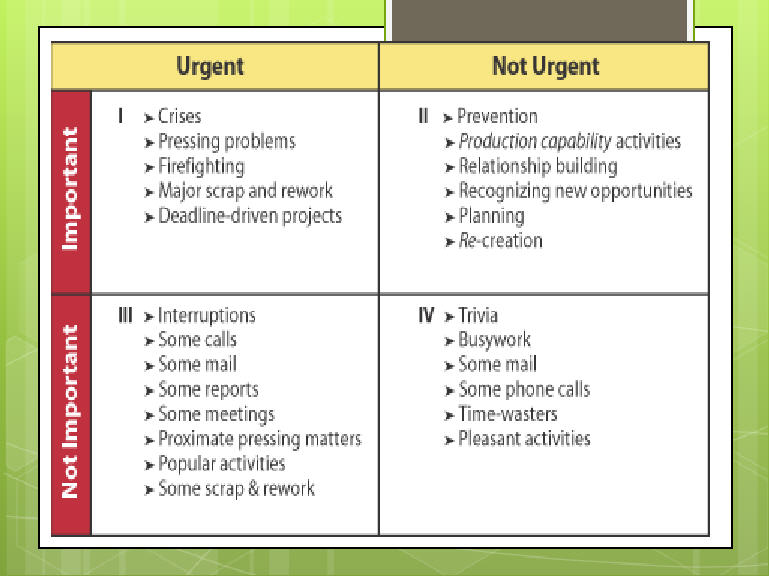 Urgent
Not Urgent
Important
I ➤ Crises
➤ Pressing problems
➤ Firefighting
➤ Major scrap and rework
➤ Deadline-driven projects
II ➤ Prevention
➤ Production capability activities
➤ Relationship building
➤ Recognizing new opportunities
➤ Planning
➤ Re-creation
Not Important
III ➤ Interruptions
➤ Some calls
➤ Some mail
➤ Some reports
➤ Some meetings
➤ Proximate pressing matters
➤ Popular activities
➤ Some scrap & rework
IV ➤ Trivia
➤ Busywork
➤ Some mail
➤ Some phone calls
➤ Time-wasters
➤ Pleasant activities